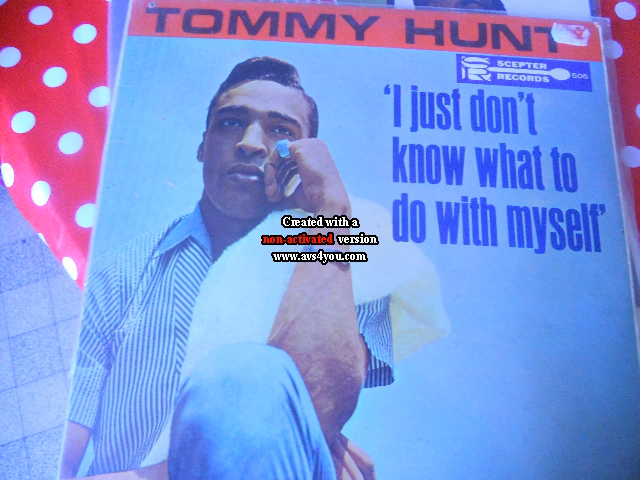 TOMMY HUNT
SCEPTER
RECORDS
506
'I just don't
know what to
do with myself'
Created with a
non-activated version
www.avs4you.com